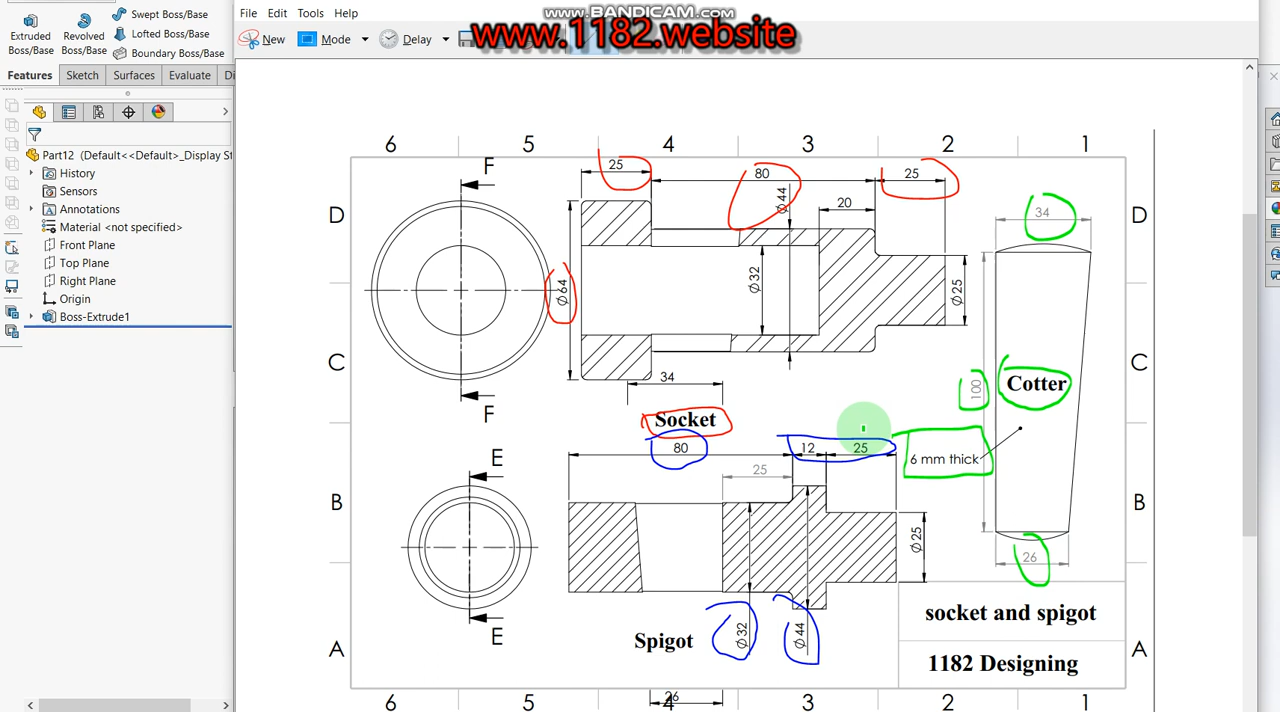 www.BANDICAM.com
www.1182.website
File Edit Tools Help
New Mode Delay
Extruded Boss/Base
Revolved Boss/Base
Swept Boss/Base
Lofted Boss/Base
Boundary Boss/Base
Features Sketch Surfaces Evaluate Di
Part12 (Default<<Default>_Display St
History
Sensors
Annotations
Material <not specified>
Front Plane
Top Plane
Right Plane
Origin
Boss-Extrude1
6 5 4 3 2 1
D D
C C
B B
A A
F
F
25 80 25
20
Ø44
Ø64
Ø32
Ø25
34
Socket
34
100
Cotter
6 mm thick
26
E
E
80 12 25
25
Ø32
Ø44
Ø25
Spigot
26
socket and spigot
1182 Designing
6 5 4 3 2 1